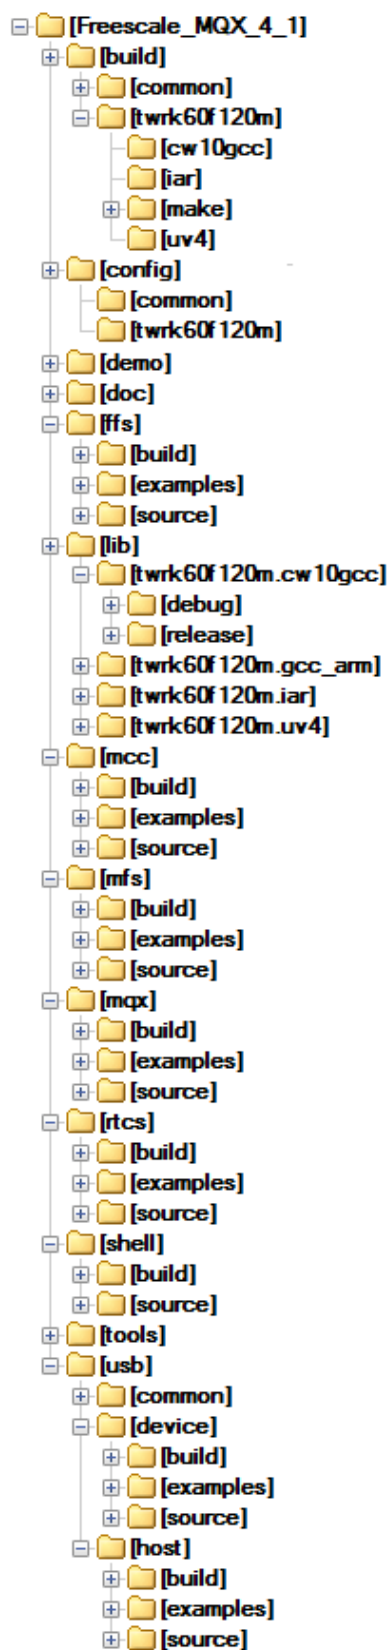 [Freescale_MQX_4_1]
[build]
[common]
[twrk60f120m]
[cw10gcc]
[iar]
[make]
[uv4]
[config]
[common]
[twrk60f120m]
[demo]
[doc]
[ffs]
[build]
[examples]
[source]
[lib]
[twrk60f120m.cw10gcc]
[debug]
[release]
[twrk60f120m.gcc_arm]
[twrk60f120m.iar]
[twrk60f120m.uv4]
[mcc]
[build]
[examples]
[source]
[mfs]
[build]
[examples]
[source]
[mqx]
[build]
[examples]
[source]
[rtcs]
[build]
[examples]
[source]
[shell]
[build]
[source]
[tools]
[usb]
[common]
[device]
[build]
[examples]
[source]
[host]
[build]
[examples]
[source]